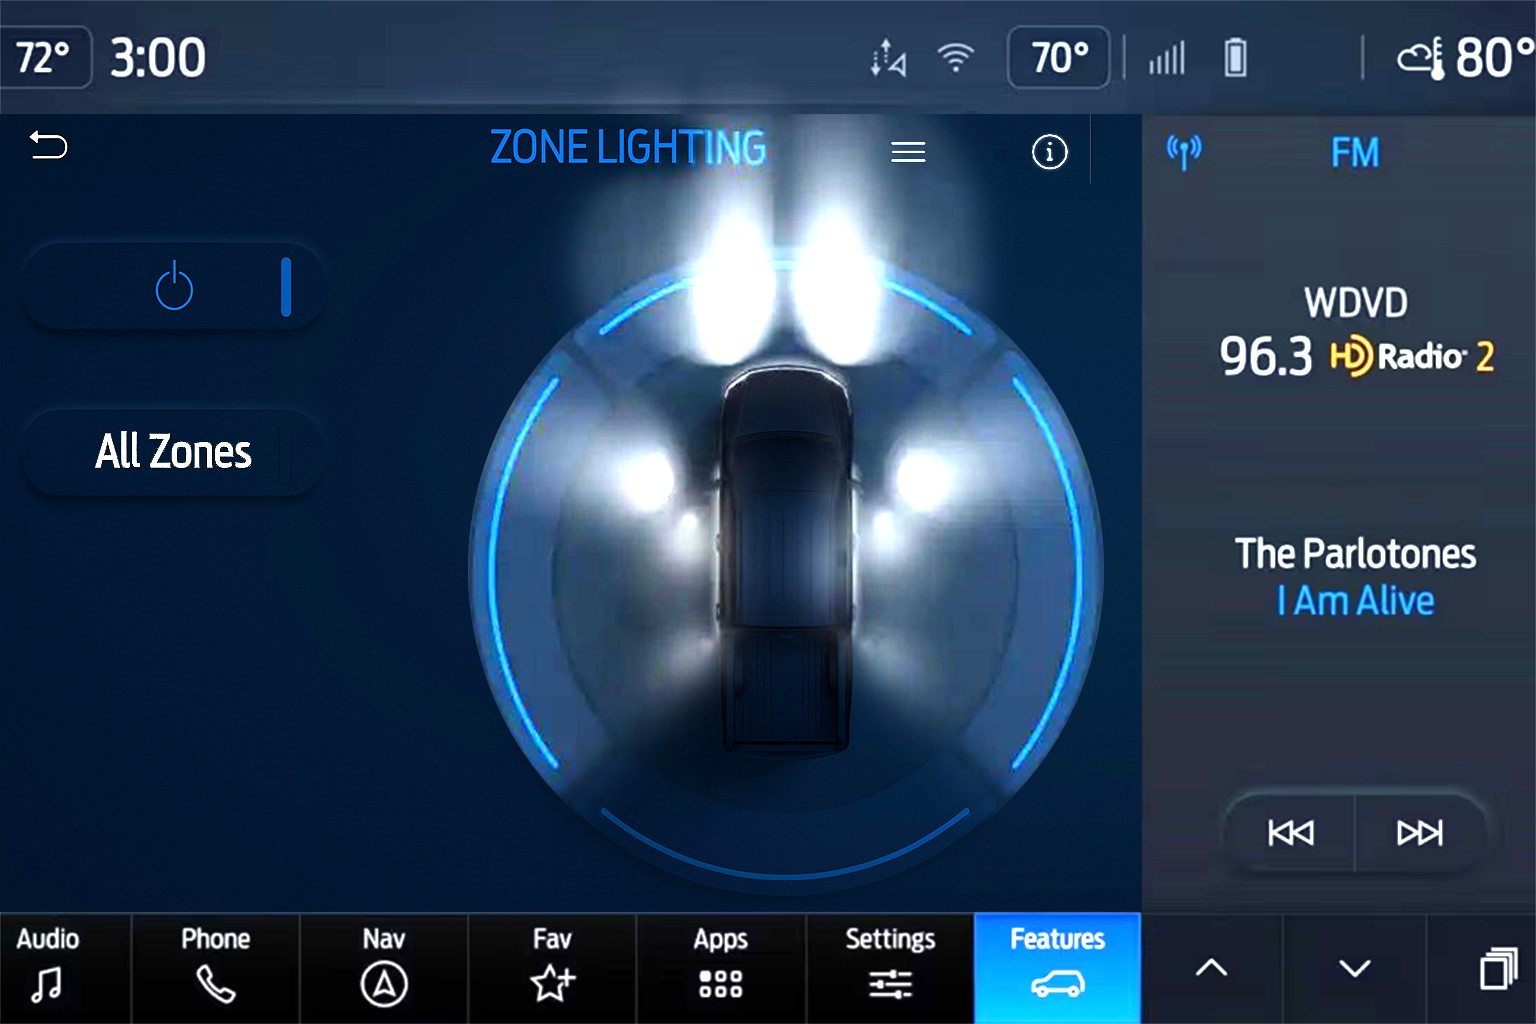 72° 3:00 70° 80°
ZONE LIGHTING
FM
WDVD
96.3 HD Radio 2
All Zones
The Parlotones
I Am Alive
Audio Phone Nav Fav Apps Settings Features